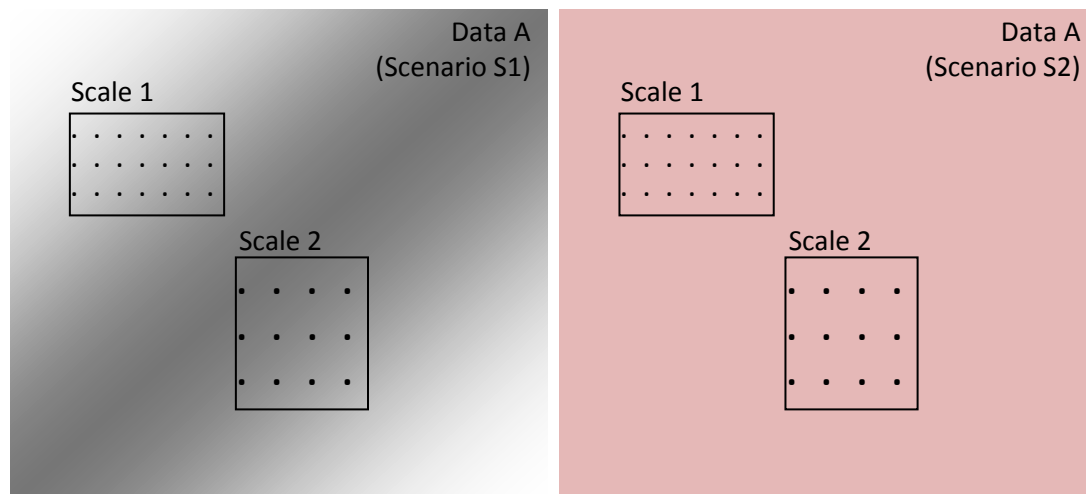 Data A
(Scenario S1)
Scale 1
Scale 2
Data A
(Scenario S2)
Scale 1
Scale 2